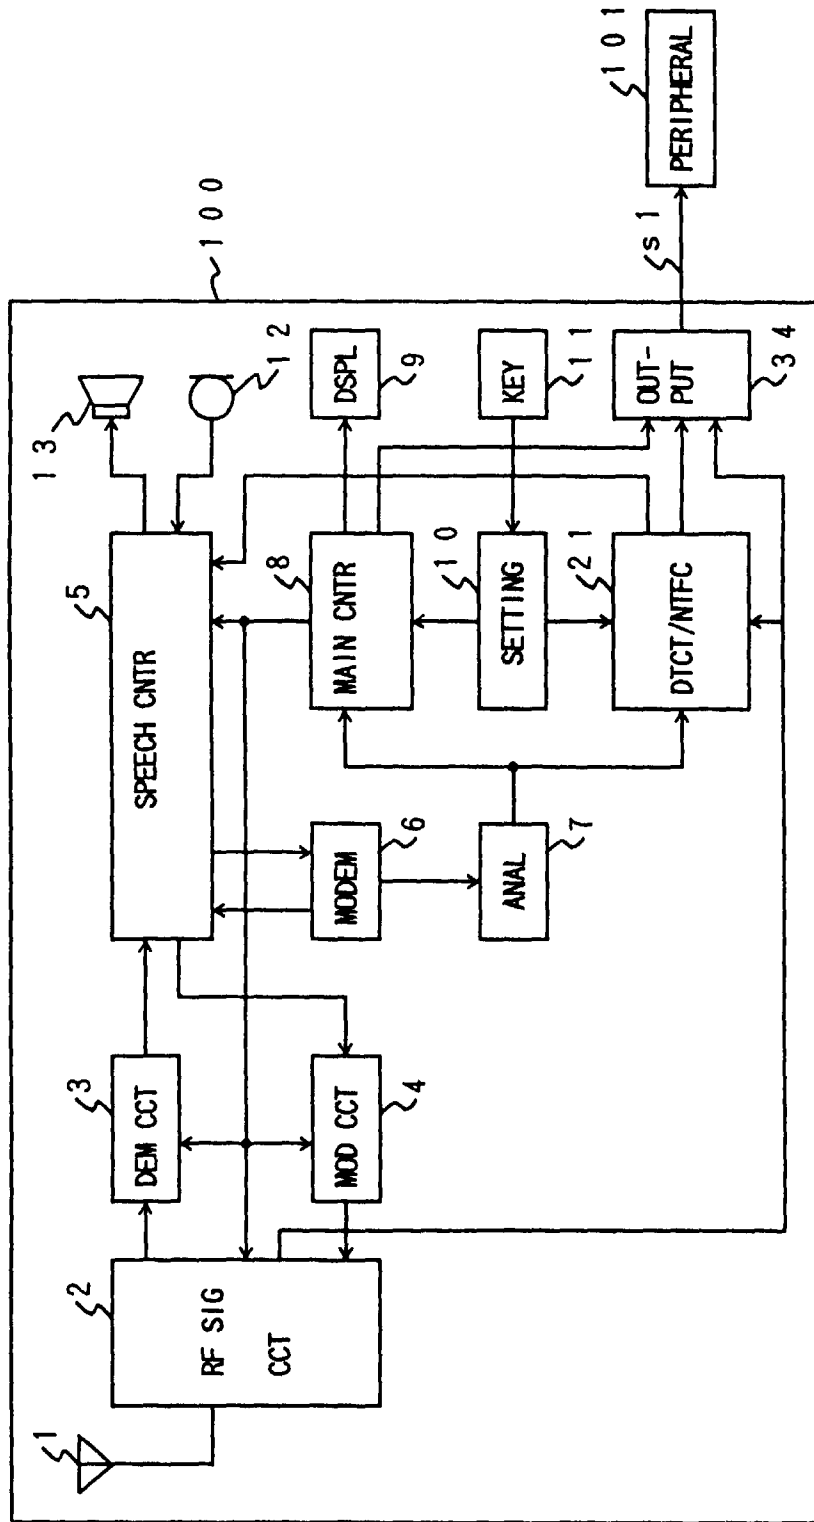 100
13
12
1
2
RF SIG
CCT
3
DEM CCT
5
SPEECH CNTR
4
MOD CCT
6
MODEM
8
MAIN CNTR
9
DSPL
7
ANAL
10
SETTING
11
KEY
21
DTCT/NTFC
34
OUT-
PUT
s1
101
PERIPHERAL